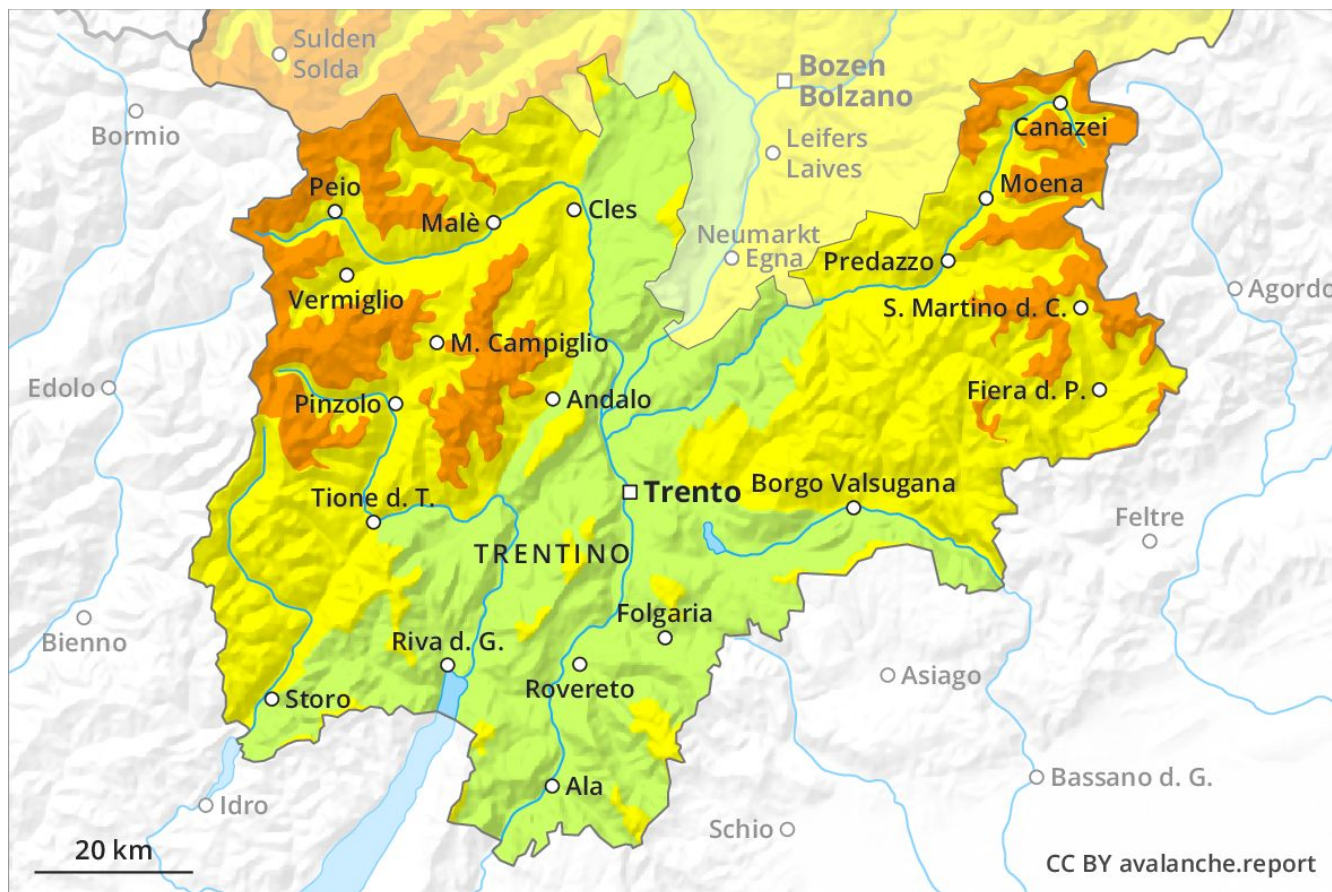 Sulden
Solda
Bozen
Bolzano
Bormio
Leifers
Laives
Canazei
Peio
Moena
Malè
Cles
Neumarkt
Egna
Predazzo
Vermiglio
Agordo
S. Martino d. C.
M. Campiglio
Edolo
Andalo
Fiera d. P.
Pinzolo
Trento
Borgo Valsugana
Tione d. T.
Feltre
TRENTINO
Folgaria
Bienno
Riva d. G.
Asiago
Rovereto
Storo
Bassano d. G.
Ala
Idro
Schio
20 km
CC BY avalanche.report